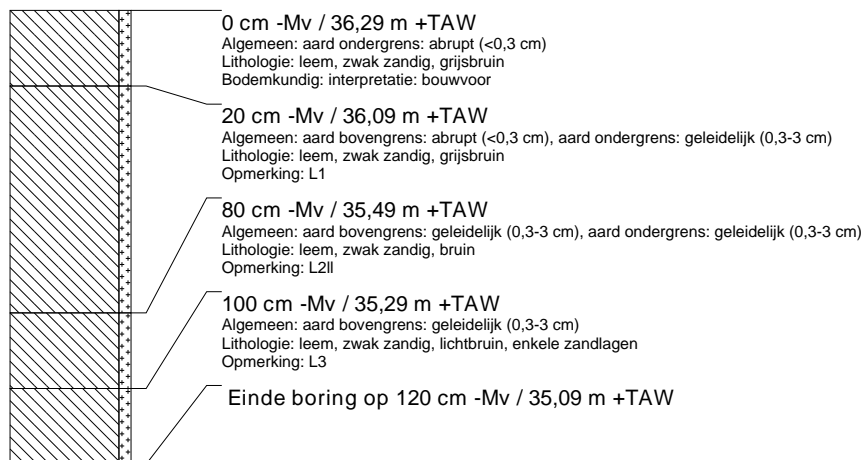 0 cm -Mv / 36,29 m +TAW
Algemeen: aard ondergrens: abrupt (<0,3 cm)
Lithologie: leem, zwak zandig, grijsbruin
Bodemkundig: interpretatie: bouwvoor
20 cm -Mv / 36,09 m +TAW
Algemeen: aard bovengrens: abrupt (<0,3 cm), aard ondergrens: geleidelijk (0,3-3 cm)
Lithologie: leem, zwak zandig, grijsbruin
Opmerking: L1
80 cm -Mv / 35,49 m +TAW
Algemeen: aard bovengrens: geleidelijk (0,3-3 cm), aard ondergrens: geleidelijk (0,3-3 cm)
Lithologie: leem, zwak zandig, bruin
Opmerking: L2ll
100 cm -Mv / 35,29 m +TAW
Algemeen: aard bovengrens: geleidelijk (0,3-3 cm)
Lithologie: leem, zwak zandig, lichtbruin, enkele zandlagen
Opmerking: L3
Einde boring op 120 cm -Mv / 35,09 m +TAW